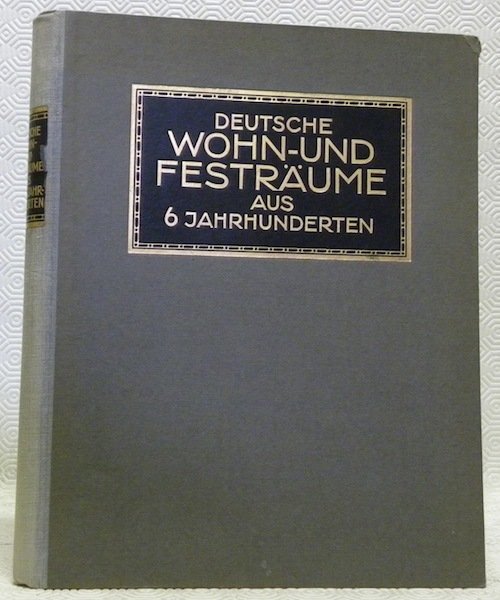 DEUTSCHE
WOHN-UND
FESTRÄUME
AUS
6 JAHRHUNDERTEN